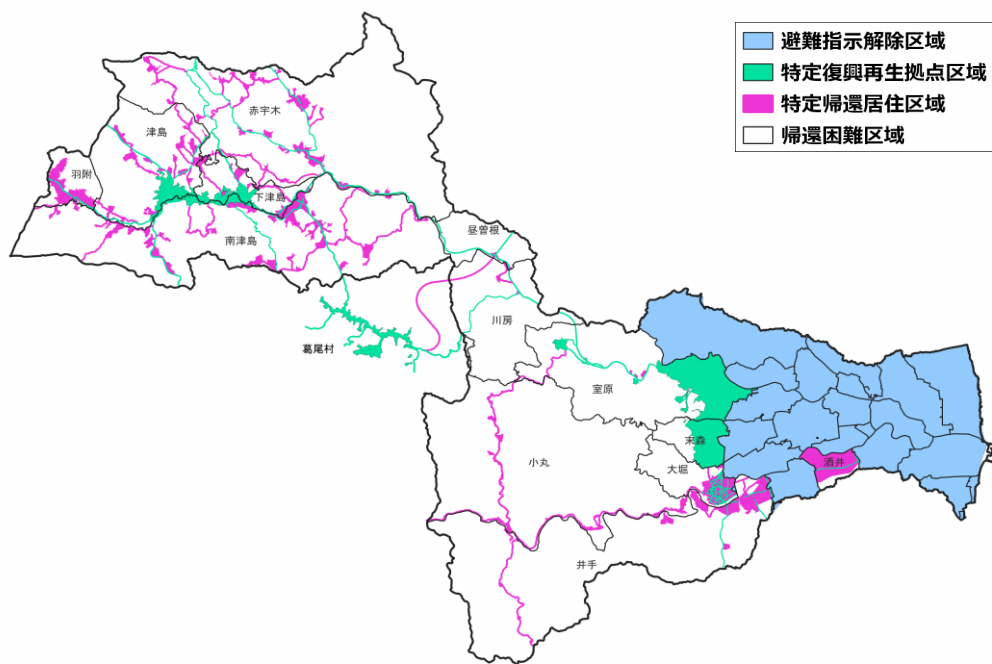 避難指示解除区域
特定復興再生拠点区域
特定帰還居住区域
帰還困難区域
赤宇木
津島
羽附
下津島
南津島
昼曽根
川房
葛尾村
室原
末森
小丸
大堀
酒井
井手